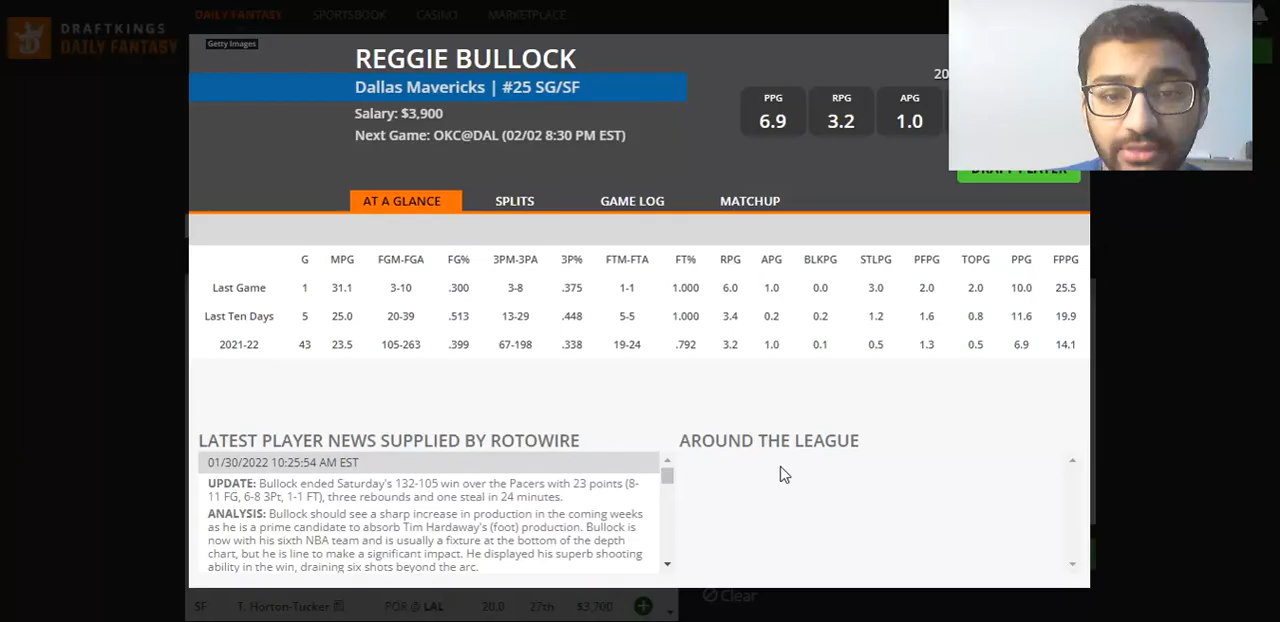 DRAFTKINGS
DAILY FANTASY
DAILY FANTASY SPORTSBOOK CASINO MARKETPLACE
Getty Images
REGGIE BULLOCK
Dallas Mavericks | #25 SG/SF
Salary: $3,900
Next Game: OKC@DAL (02/02 8:30 PM EST)
20
PPG RPG APG
6.9 3.2 1.0
DRAFT PLAYER
AT A GLANCE SPLITS GAME LOG MATCHUP
G MPG FGM-FGA FG% 3PM-3PA 3P% FTM-FTA FT% RPG APG BLKPG STLPG PFPG TOPG PPG FPPG
Last Game 1 31.1 3-10 .300 3-8 .375 1-1 1.000 6.0 1.0 0.0 3.0 2.0 2.0 10.0 25.5
Last Ten Days 5 25.0 20-39 .513 13-29 .448 5-5 1.000 3.4 0.2 0.2 1.2 1.6 0.8 11.6 19.9
2021-22 43 23.5 105-263 .399 67-198 .338 19-24 .792 3.2 1.0 0.1 0.5 1.3 0.5 6.9 14.1
LATEST PLAYER NEWS SUPPLIED BY ROTOWIRE
01/30/2022 10:25:54 AM EST
UPDATE: Bullock ended Saturday's 132-105 win over the Pacers with 23 points (8-
11 FG, 6-8 3Pt, 1-1 FT), three rebounds and one steal in 24 minutes.
ANALYSIS: Bullock should see a sharp increase in production in the coming weeks
as he is a prime candidate to absorb Tim Hardaway's (foot) production. Bullock is
now with his sixth NBA team and is usually a fixture at the bottom of the depth
chart, but he is line to make a significant impact. He displayed his superb shooting
ability in the win, draining six shots beyond the arc.
AROUND THE LEAGUE
SF T. Horton-Tucker POR @ LAL 20.0 27th $3,700
Clear